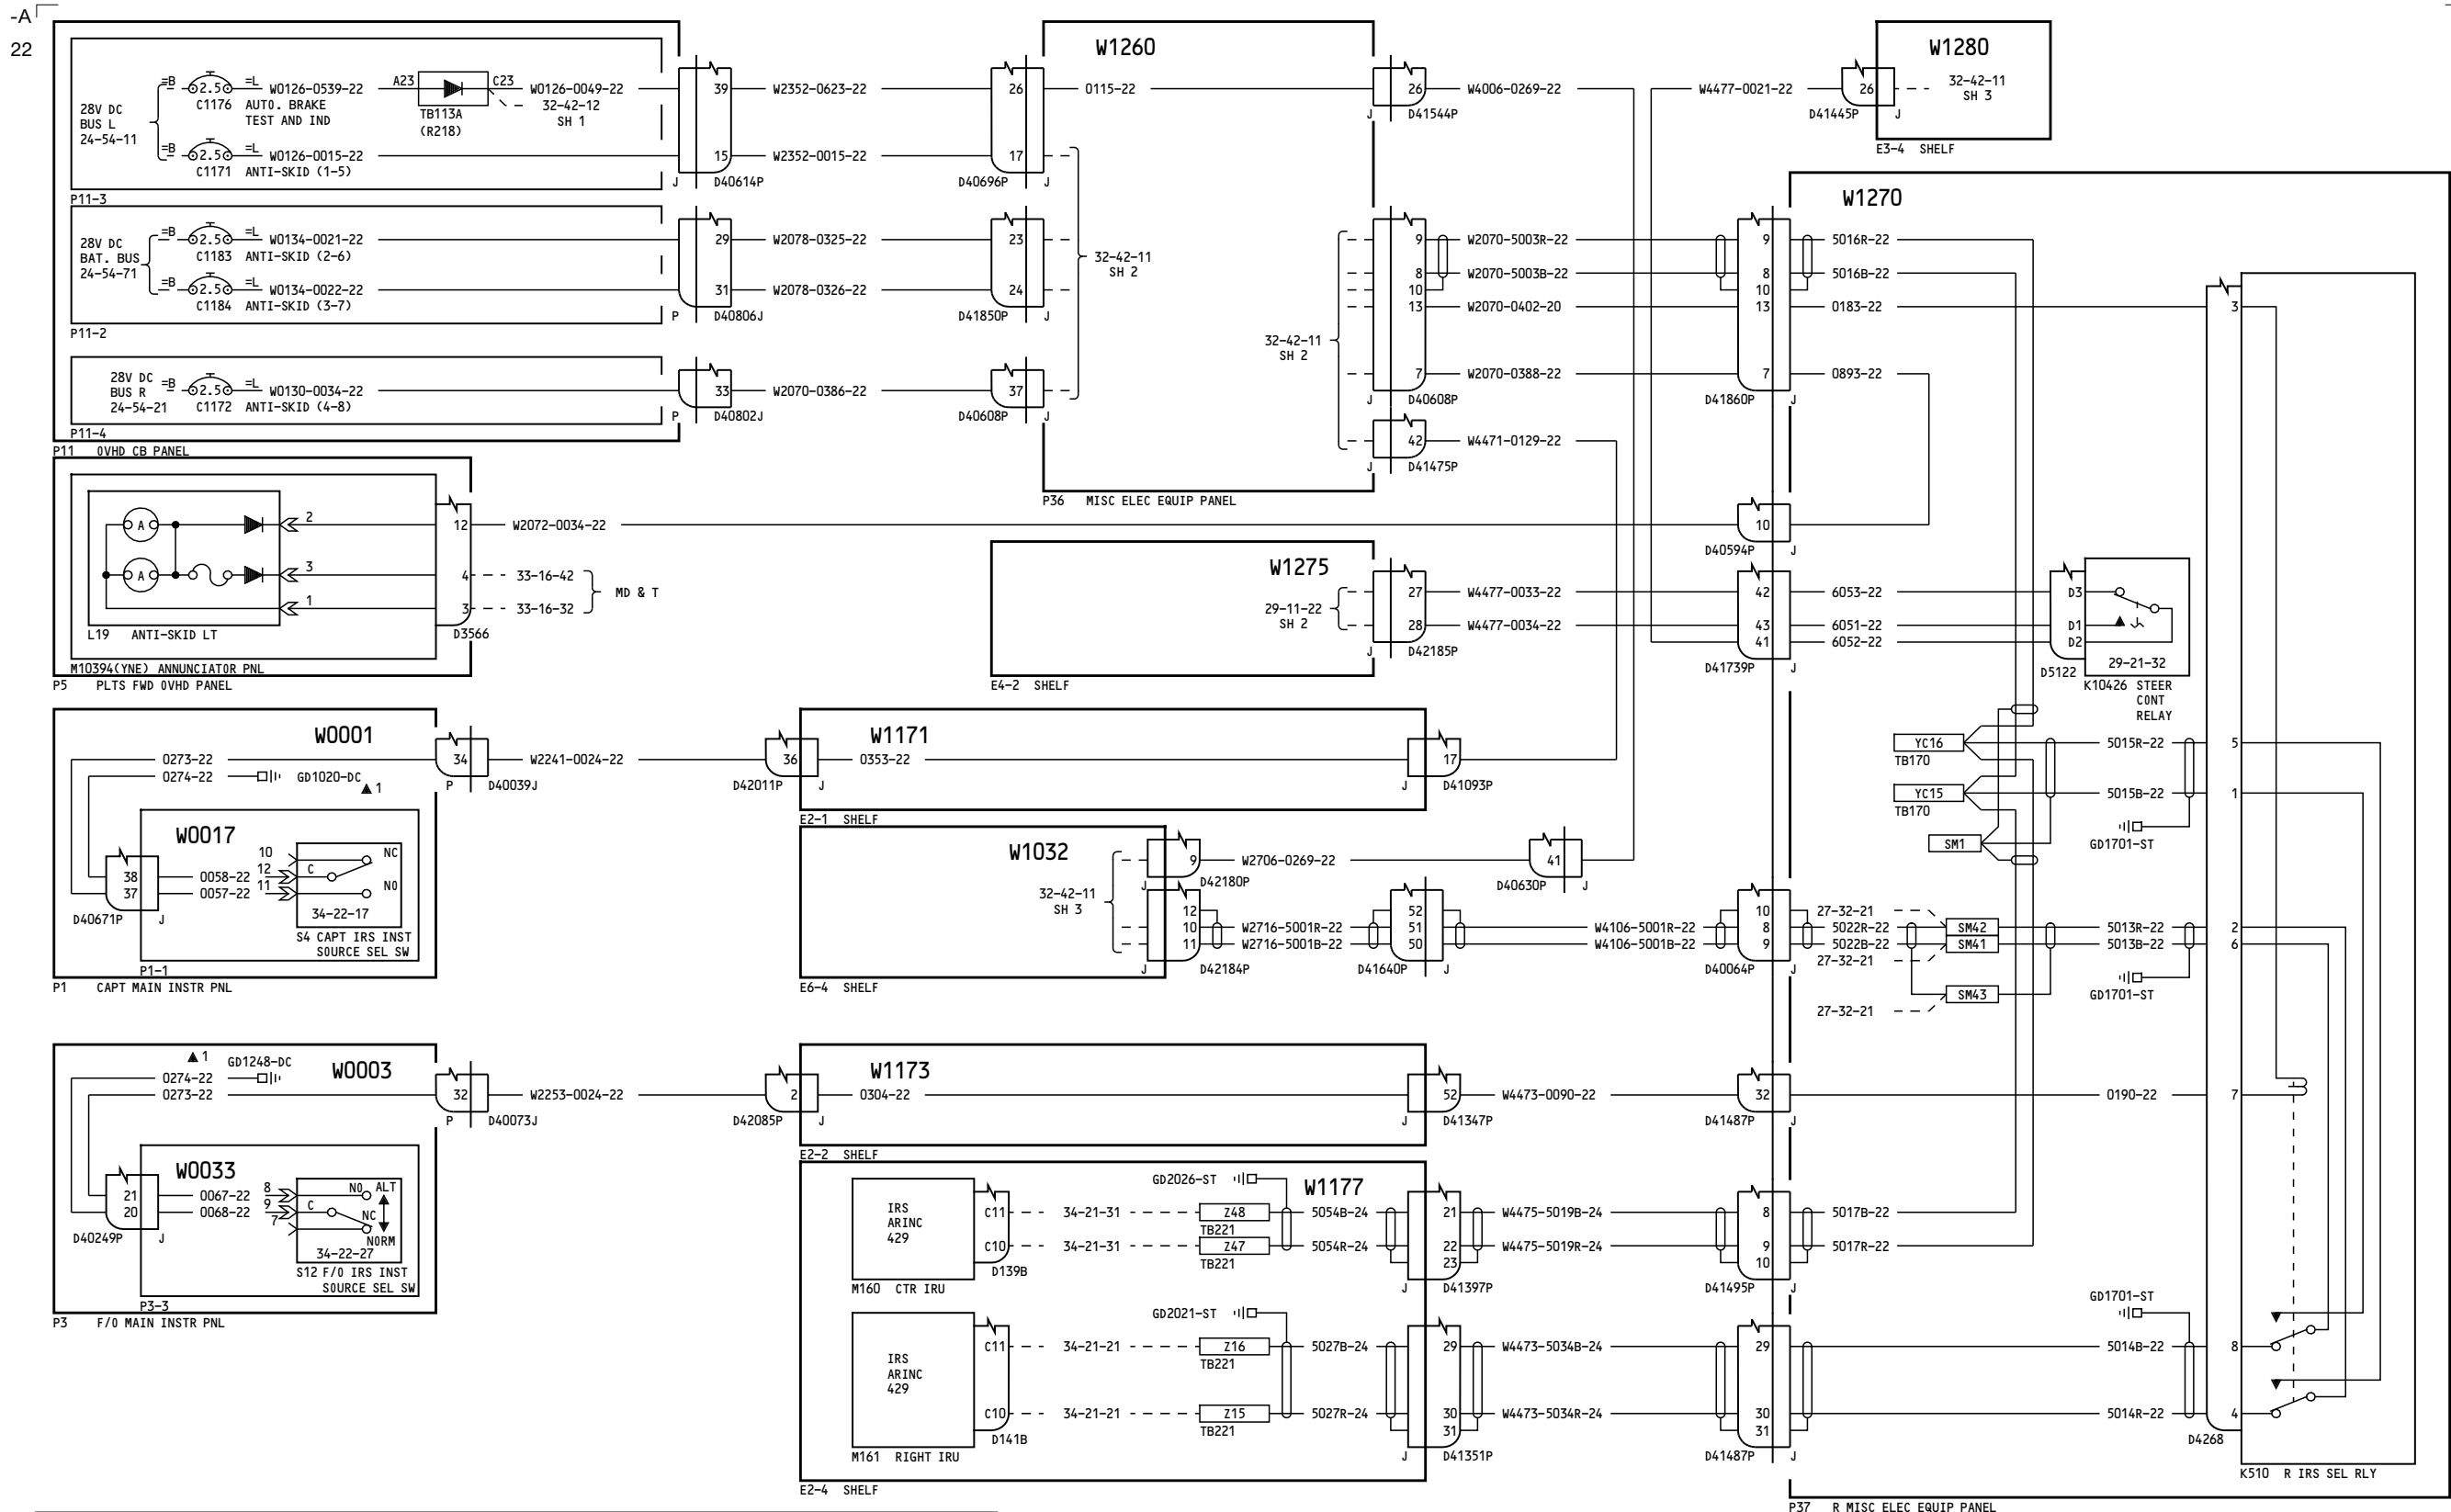 -A
22
28V DC
BUS L
24-54-11
=B
2.5
=L
W0126-0539-22
C1176
AUTO. BRAKE
TEST AND IND
A23
C23
TB113A
(R218)
W0126-0049-22
32-42-12
SH 1
=B
2.5
=L
W0126-0015-22
C1171
ANTI-SKID (1-5)
P11-3
39
15
J
D40614P
W2352-0623-22
W2352-0015-22
26
17
D40696P
J
28V DC
BAT. BUS
24-54-71
=B
2.5
=L
W0134-0021-22
C1183
ANTI-SKID (2-6)
=B
2.5
=L
W0134-0022-22
C1184
ANTI-SKID (3-7)
P11-2
29
31
P
D40806J
W2078-0325-22
W2078-0326-22
23
24
D41850P
J
28V DC
BUS R
24-54-21
=B
2.5
=L
W0130-0034-22
C1172
ANTI-SKID (4-8)
P11-4
33
P
D40802J
W2070-0386-22
37
D40608P
J
P11 OVHD CB PANEL
W1260
0115-22
32-42-11
SH 2
26
J
D41544P
W4006-0269-22
32-42-11
SH 2
9
8
10
13
7
J
D40608P
42
J
D41475P
P36 MISC ELEC EQUIP PANEL
W2070-5003R-22
W2070-5003B-22
W2070-0402-20
W2070-0388-22
W4471-0129-22
W4477-0021-22
26
D41445P
J
W1280
32-42-11
SH 3
E3-4 SHELF
W1270
9
8
10
13
7
D41860P
J
5016R-22
5016B-22
0183-22
0893-22
3
A
A
2
3
1
L19 ANTI-SKID LT
12
4
3
D3566
M10394(YNE) ANNUNCIATOR PNL
P5 PLTS FWD OVHD PANEL
W2072-0034-22
33-16-42
33-16-32
MD & T
10
D40594P
J
W1275
29-11-22
SH 2
E4-2 SHELF
27
28
J
D42185P
W4477-0033-22
W4477-0034-22
42
43
41
D41739P
J
6053-22
6051-22
6052-22
D3
D1
D2
D5122
29-21-32
K10426 STEER
CONT
RELAY
W0001
0273-22
0274-22
GD1020-DC
1
34
P
D40039J
W2241-0024-22
36
D42011P
J
W1171
0353-22
17
J
D41093P
E2-1 SHELF
W0017
38
37
D40671P
J
0058-22
0057-22
10
12
11
C
NC
NO
34-22-17
S4 CAPT IRS INST
SOURCE SEL SW
P1-1
P1 CAPT MAIN INSTR PNL
W1032
32-42-11
SH 3
E6-4 SHELF
9
J
D42180P
W2706-0269-22
41
D40630P
J
12
10
11
J
D42184P
W2716-5001R-22
W2716-5001B-22
52
51
50
D41640P
J
W4106-5001R-22
W4106-5001B-22
10
8
9
D40064P
J
27-32-21
5022R-22
5022B-22
27-32-21
27-32-21
SM42
SM41
SM43
5013R-22
5013B-22
2
6
GD1701-ST
YC16
TB170
YC15
TB170
SM1
5015R-22
5015B-22
5
1
GD1701-ST
1
GD1248-DC
W0003
0274-22
0273-22
32
P
D40073J
W2253-0024-22
2
D42085P
J
W1173
0304-22
52
J
D41347P
E2-2 SHELF
W4473-0090-22
32
D41487P
J
0190-22
7
W0033
21
20
D40249P
J
0067-22
0068-22
8
9
7
C
NO
ALT
NC
NORM
34-22-27
S12 F/O IRS INST
SOURCE SEL SW
P3-3
P3 F/O MAIN INSTR PNL
W1177
IRS
ARINC
429
M160 CTR IRU
C11
C10
D139B
34-21-31
34-21-31
GD2026-ST
Z48
TB221
Z47
TB221
5054B-24
5054R-24
21
22
23
J
D41397P
W4475-5019B-24
W4475-5019R-24
8
9
10
D41495P
J
5017B-22
5017R-22
IRS
ARINC
429
M161 RIGHT IRU
C11
C10
D141B
34-21-21
34-21-21
GD2021-ST
Z16
TB221
Z15
TB221
5027B-24
5027R-24
29
30
31
J
D41351P
E2-4 SHELF
W4473-5034B-24
W4473-5034R-24
29
30
31
D41487P
J
GD1701-ST
5014B-22
5014R-22
8
4
D4268
K510 R IRS SEL RLY
P37 R MISC ELEC EQUIP PANEL